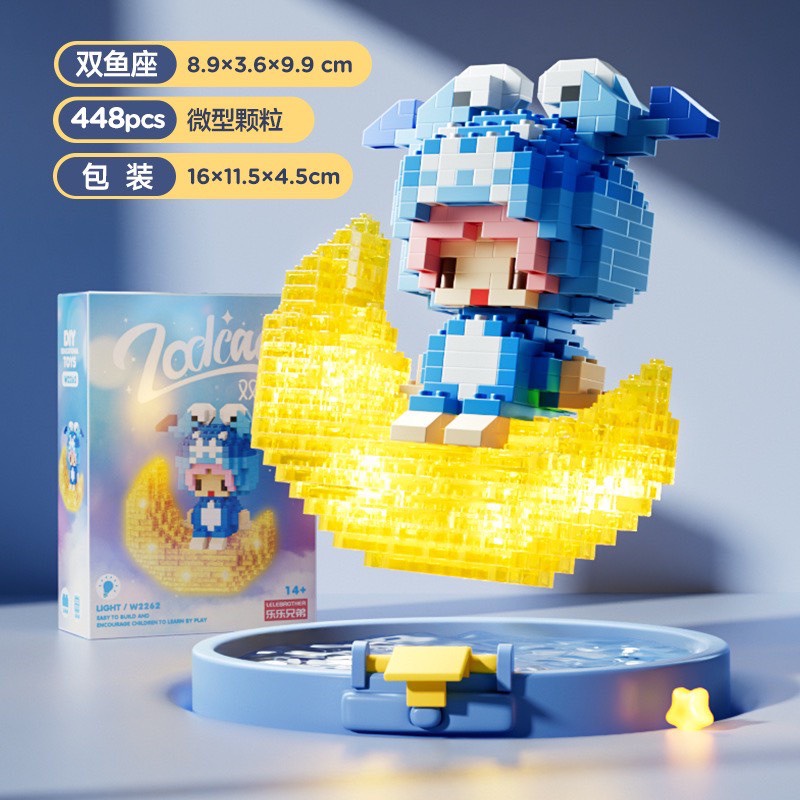 双鱼座 8.9×3.6×9.9 cm
448pcs 微型颗粒
包 装 16×11.5×4.5cm
DIY
TOYS
14+
LIGHT / W2262
EASY TO BUILD AND
ENCOURAGE CHILDREN TO LEARN BY PLAY
LELEBROTHER
乐乐兄弟